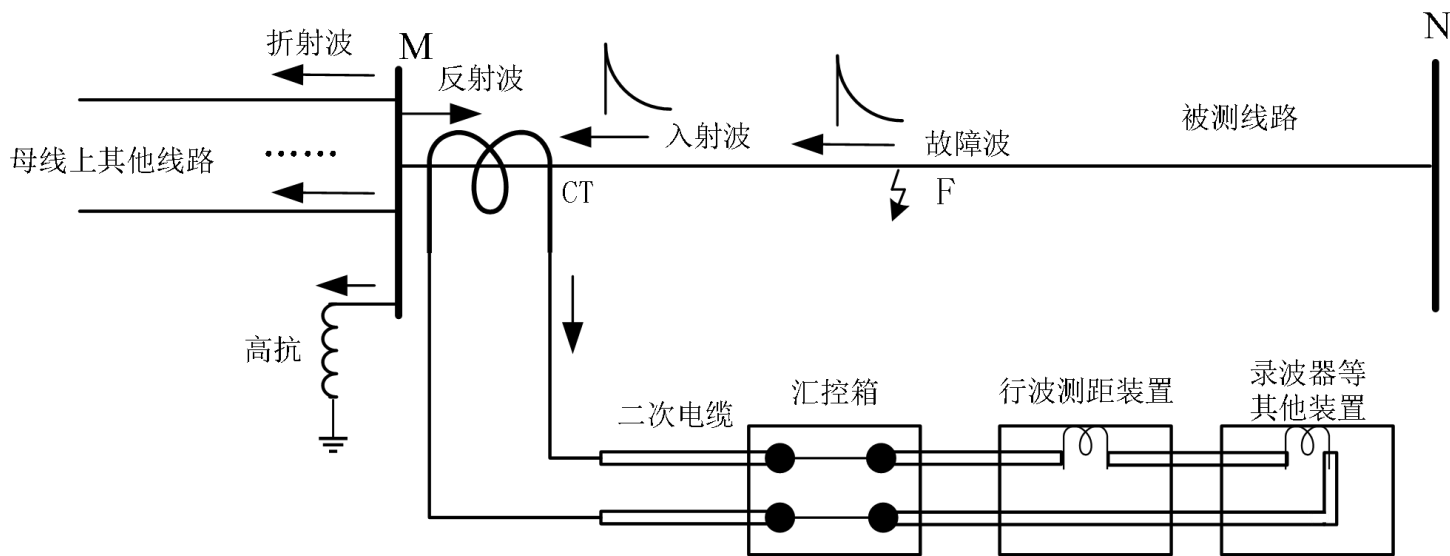 折射波
M
反射波
N
母线上其他线路
······
入射波
故障波
被测线路
CT
F
高抗
二次电缆
汇控箱
行波测距装置
录波器等
其他装置